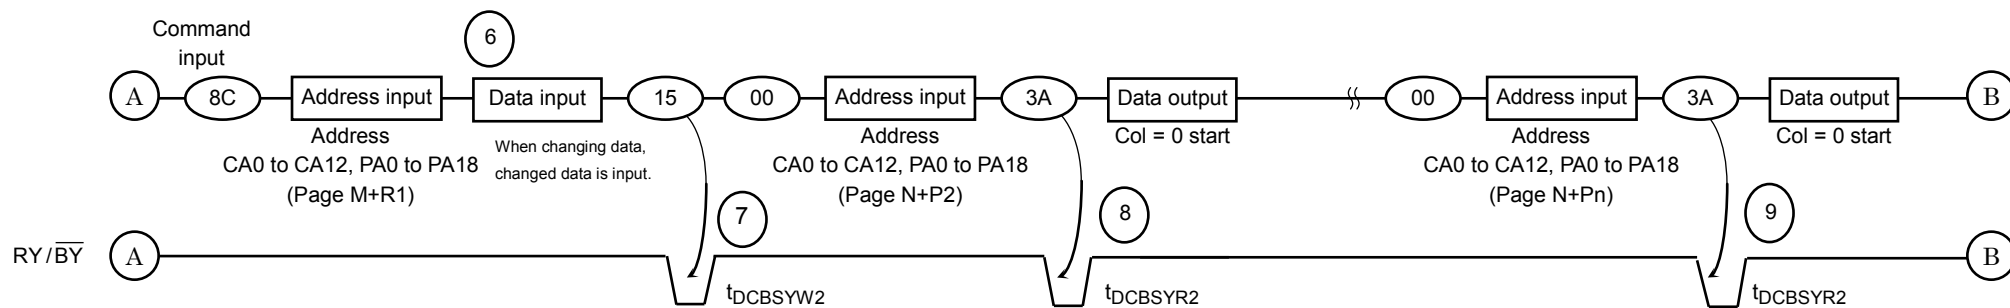 Command
input
6
A
8C
Address input
Data input
15
00
Address input
3A
Data output
00
Address input
3A
Data output
B
Address
CA0 to CA12, PA0 to PA18
(Page M+R1)
When changing data,
changed data is input.
Address
CA0 to CA12, PA0 to PA18
(Page N+P2)
Col = 0 start
Address
CA0 to CA12, PA0 to PA18
(Page N+Pn)
Col = 0 start
7
8
9
RY/BY
A
B
tDCBSYW2
tDCBSYR2
tDCBSYR2